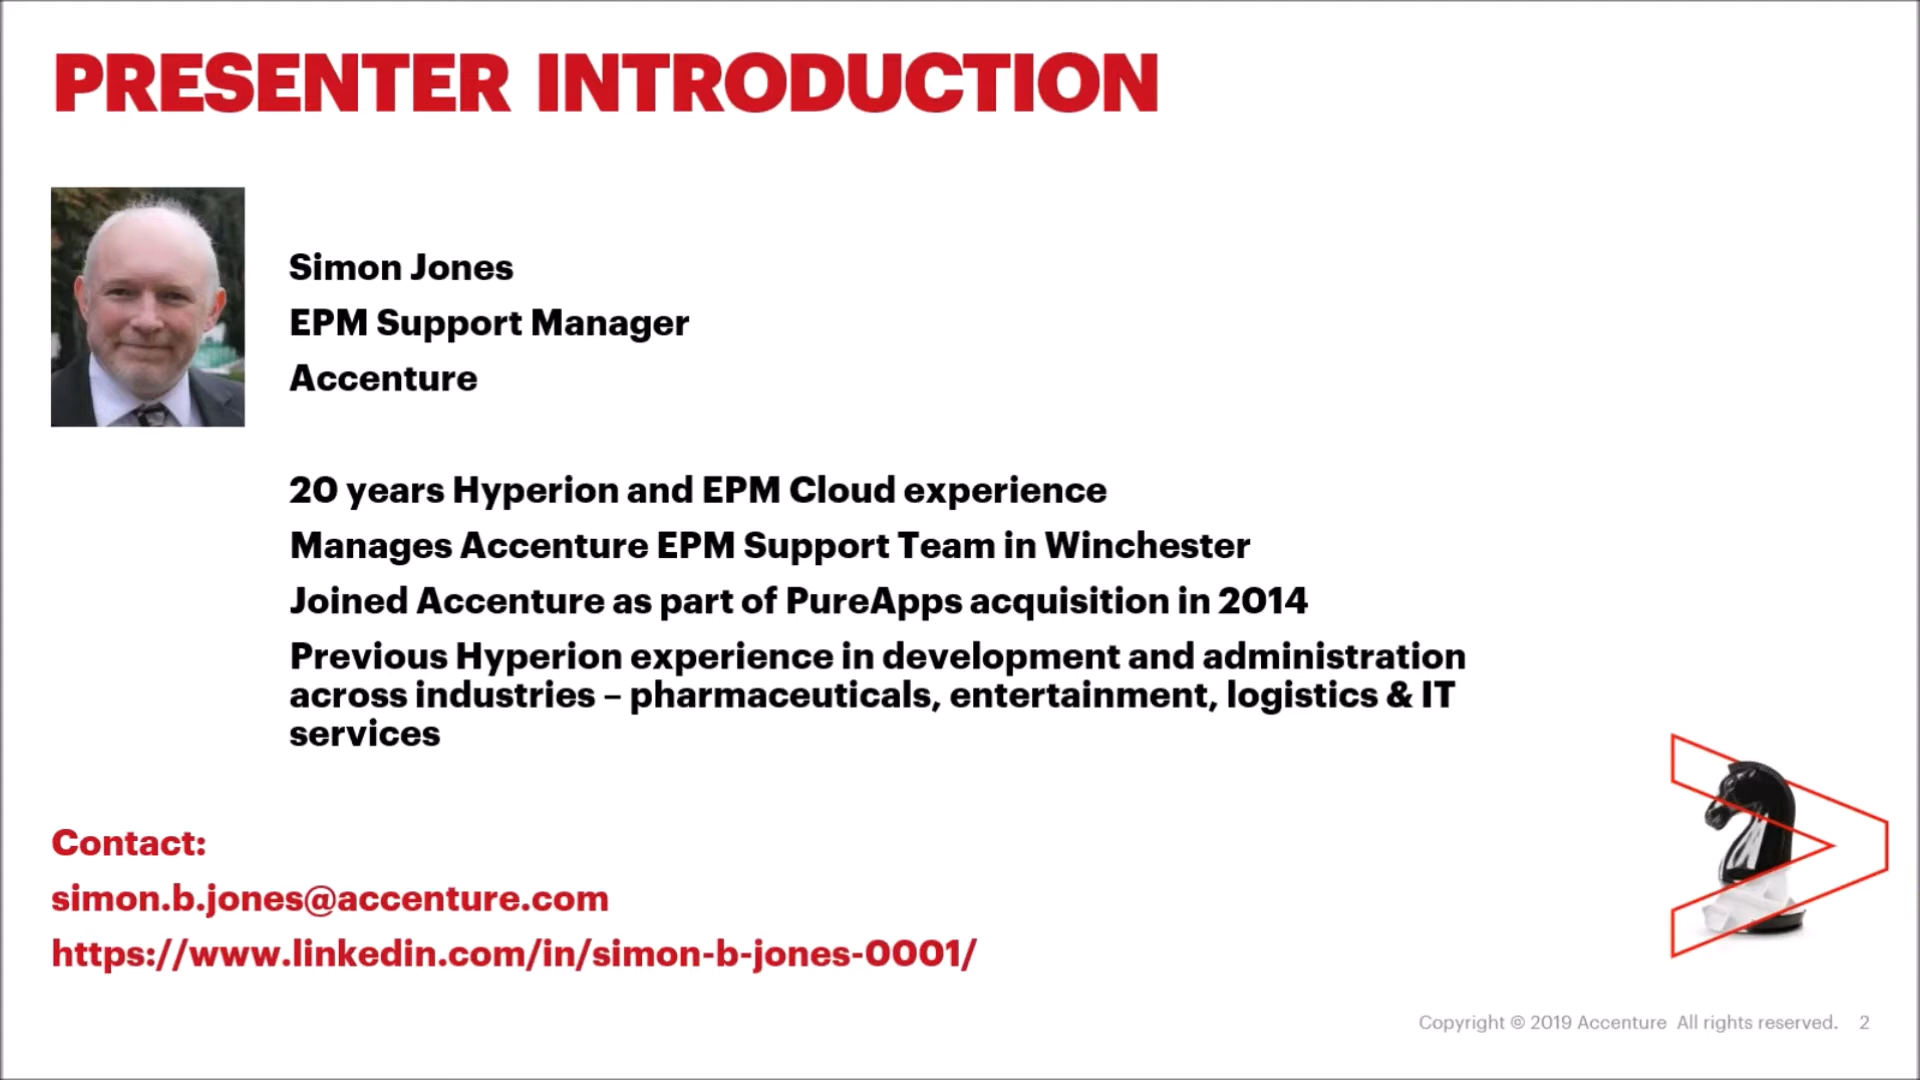 PRESENTER INTRODUCTION
Simon Jones
EPM Support Manager
Accenture
20 years Hyperion and EPM Cloud experience
Manages Accenture EPM Support Team in Winchester
Joined Accenture as part of PureApps acquisition in 2014
Previous Hyperion experience in development and administration
across industries – pharmaceuticals, entertainment, logistics & IT
services
Contact:
simon.b.jones@accenture.com
https://www.linkedin.com/in/simon-b-jones-0001/
Copyright © 2019 Accenture All rights reserved. 2